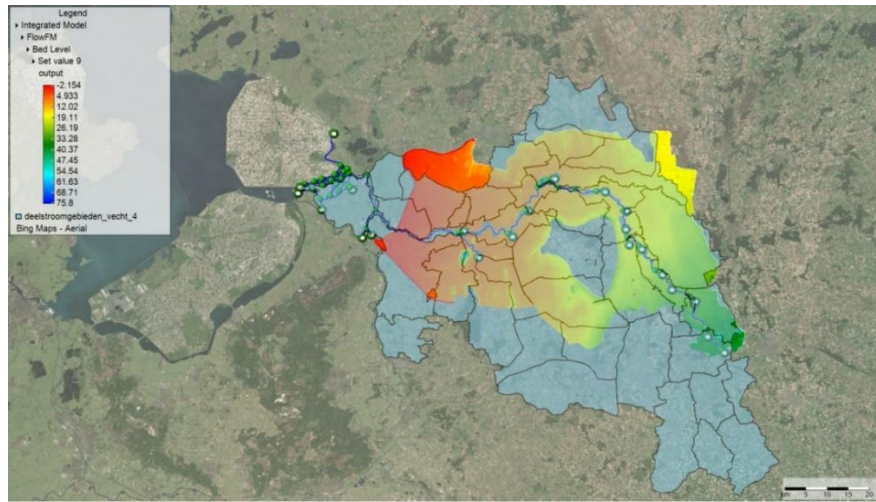 Legend
Integrated Model
FlowFM
Bed Level
Set value 9
output
-2.154
4.933
12.02
19.11
26.19
33.28
40.37
47.45
54.54
61.63
68.71
75.8
deelstroomgebieden_vecht_4
Bing Maps - Aerial
km 5 10 15 20